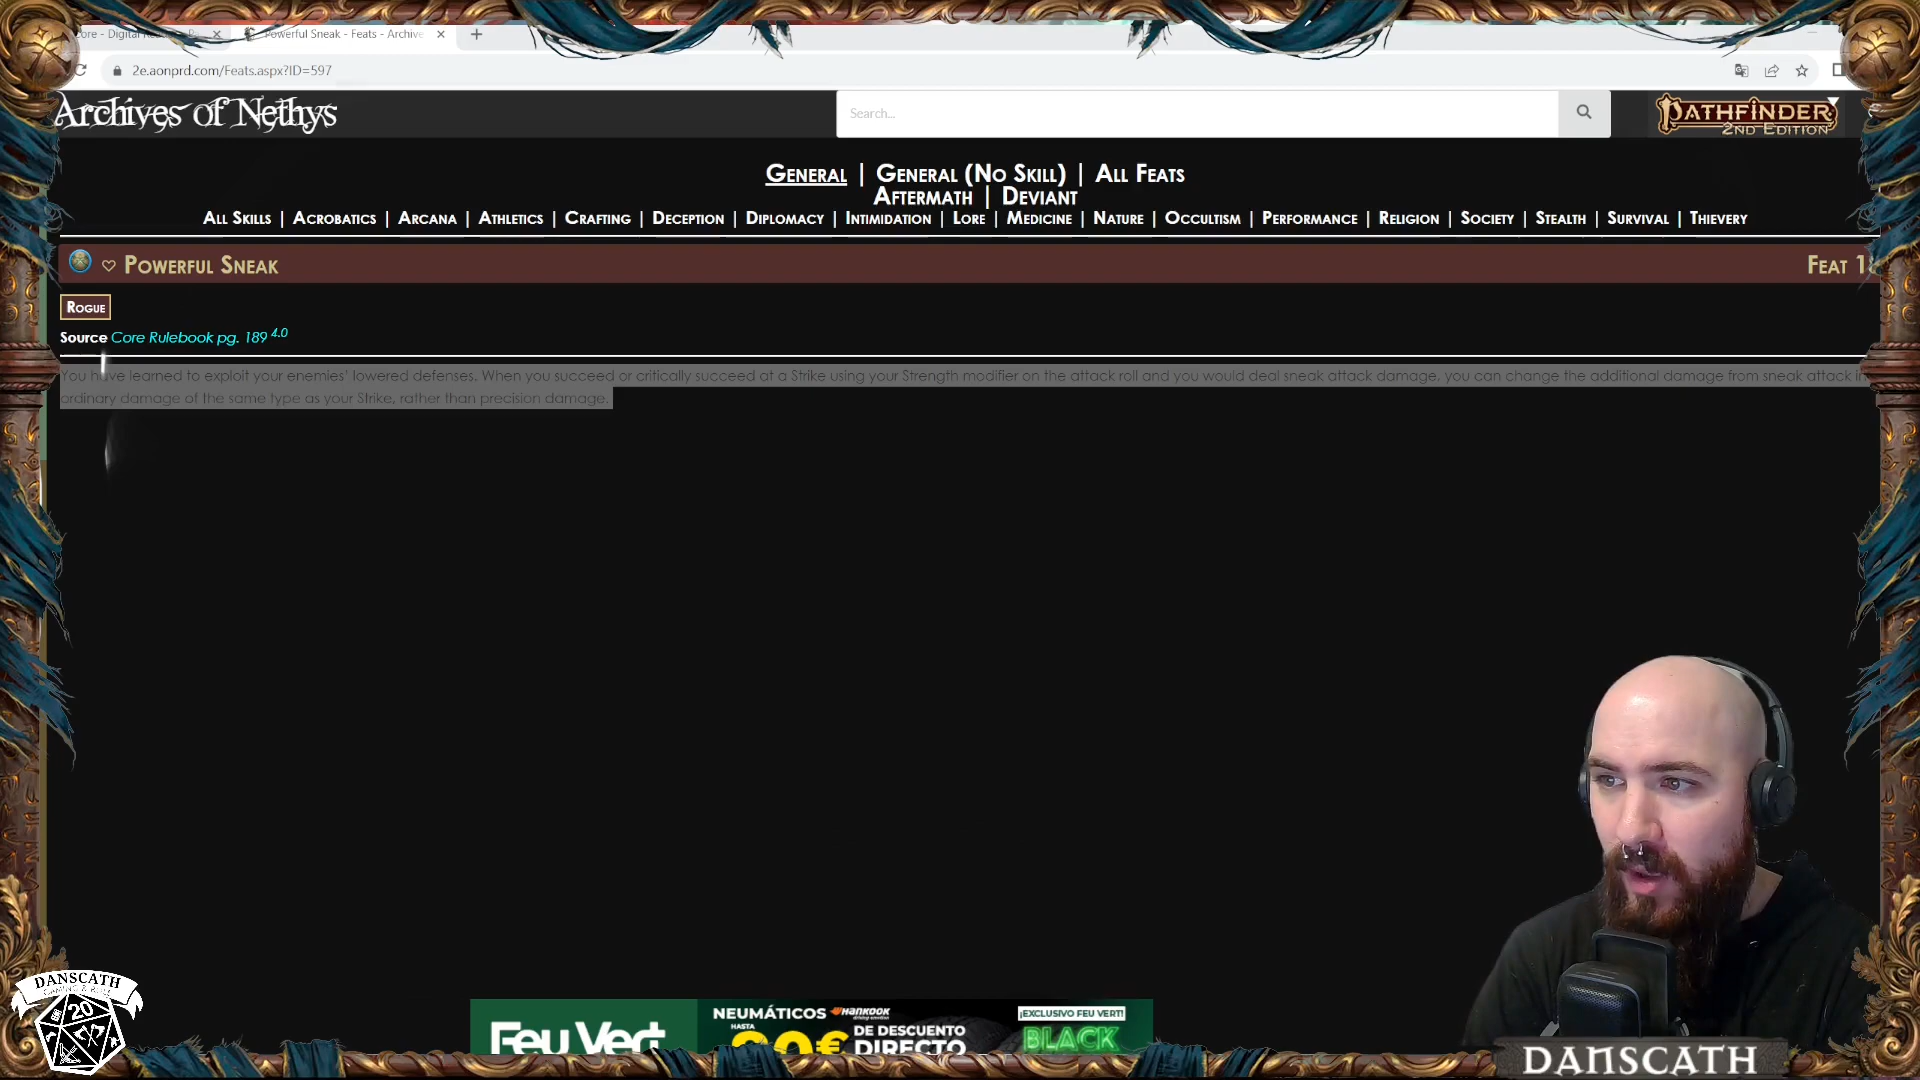 Powerful Sneak - Feats - Archive
2e.aonprd.com/Feats.aspx?ID=597
Archives of Nethys
Search...
PATHFINDER
2ND EDITION
GENERAL | GENERAL (NO SKILL) | ALL FEATS
AFTERMATH | DEVIANT
ALL SKILLS | ACROBATICS | ARCANA | ATHLETICS | CRAFTING | DECEPTION | DIPLOMACY | INTIMIDATION | LORE | MEDICINE | NATURE | OCCULTISM | PERFORMANCE | RELIGION | SOCIETY | STEALTH | SURVIVAL | THIEVERY
POWERFUL SNEAK
FEAT
ROGUE
Source Core Rulebook pg. 189 4.0
You have learned to exploit your enemies' lowered defenses. When you succeed or critically succeed at a Strike using your Strength modifier on the attack roll and you would deal sneak attack damage, you can change the additional damage from sneak attack
ordinary damage of the same type as your Strike, rather than precision damage.
Feu Vert
NEUMÁTICOS HANKOOK
HASTA
DE DESCUENTO
DIRECTO
¡EXCLUSIVO FEU VERT!
BLACK
DANSCATH
GAMING & ROLL
20
DANSCATH